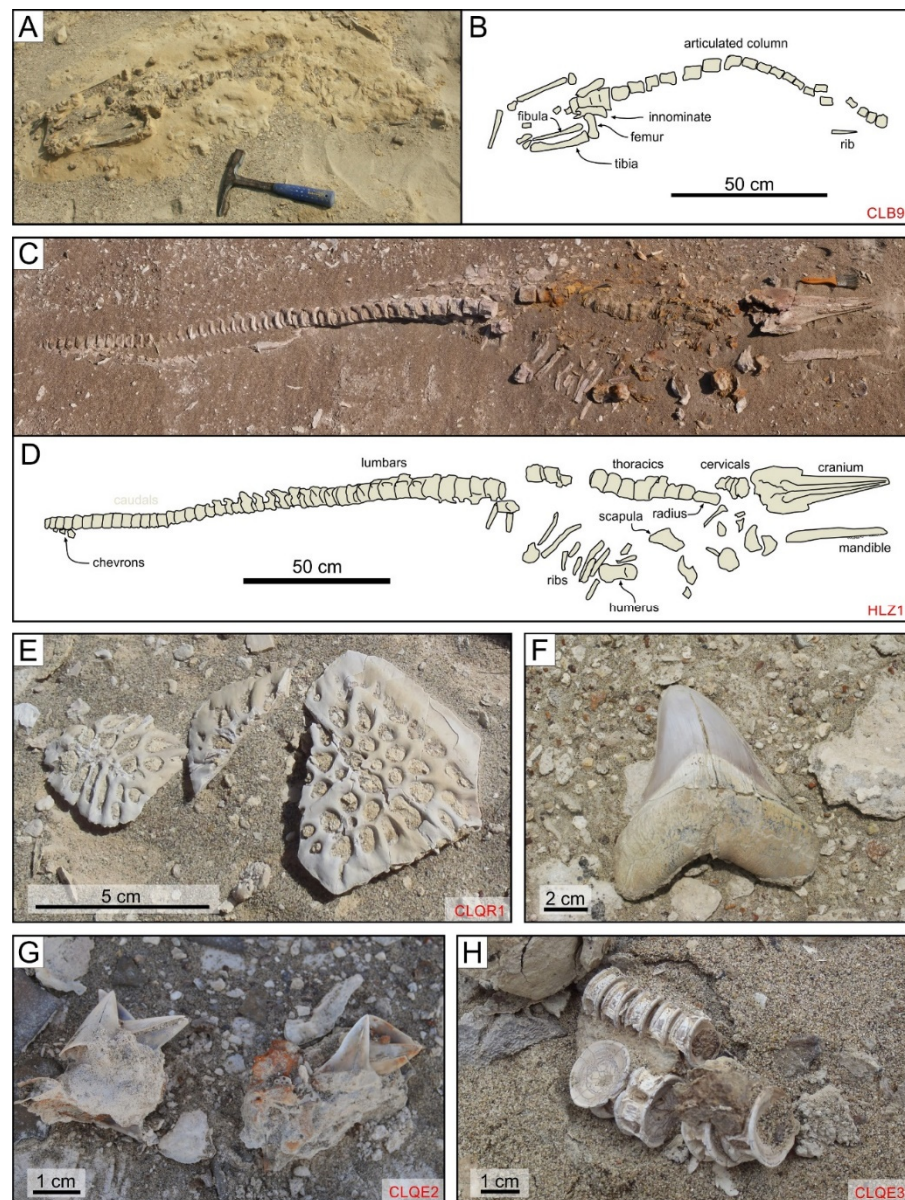 A
B
articulated column
fibula
innominate
femur
tibia
rib
50 cm
CLB9
C
D
lumbars
thoracics
cervicals
cranium
caudals
radius
scapula
chevrons
mandible
50 cm
ribs
humerus
HLZ1
E
F
5 cm
CLQR1
2 cm
G
H
1 cm
CLQE2
1 cm
CLQE3